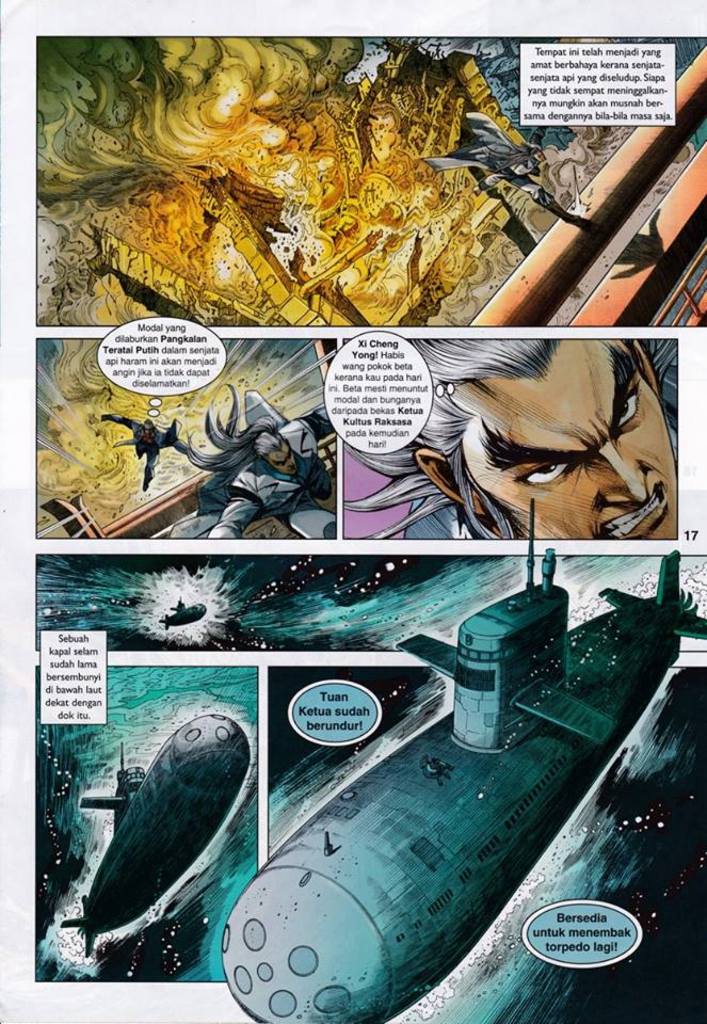 Tempat ini telah menjadi yang
amat berbahaya kerana senjata-
senjata api yang diseludup. Siapa
yang tidak sempat meninggalkan-
nya mungkin akan musnah ber-
sama dengannya bila-bila masa saja.
Modal yang
dilaburkan Pangkalan
Teratai Putih dalam senjata
api haram ini akan menjadi
angin jika ia tidak dapat
diselamatkan!
Xi Cheng
Yong! Habis
wang pokok beta
kerana kau pada hari
ini. Beta mesti menuntut
modal dan bunganya
daripada bekas Ketua
Kultus Raksasa
pada kemudian
hari!
17
Sebuah
kapal selam
sudah lama
bersembunyi
di bawah laut
dekat dengan
dok itu.
Tuan
Ketua sudah
berundur!
Bersedia
untuk menembak
torpedo lagi!